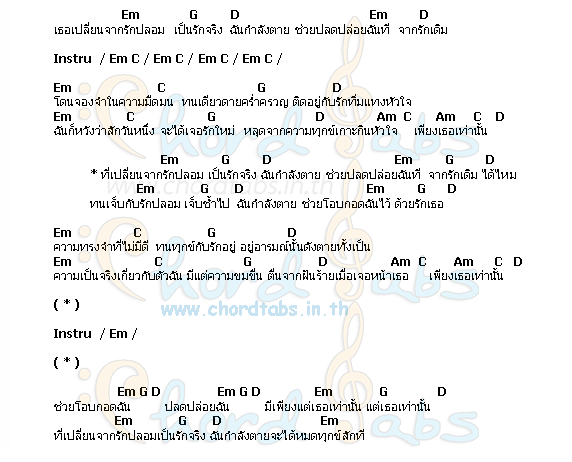 Em G D Em D
เธอเปลี่ยนจากรักปลอม เป็นรักจริง ฉันกำลังตาย ช่วยปลดปล่อยฉันที จากรักเดิม
Instru / Em C / Em C / Em C / Em C /
Em C G D
โดนจองจำในความมืดมน ทนเดียวดายคร่ำครวญ ติดอยู่กับรักที่มแทงหัวใจ
Em C G D Am C Am C D
ฉันก็หวังว่าสักวันหนึ่ง จะได้เจอรักใหม่ หลุดจากความทุกข์เกาะกินหัวใจ เพียงเธอเท่านั้น
Em G D Em G D
* ที่เปลี่ยนจากรักปลอม เป็นรักจริง ฉันกำลังตาย ช่วยปลดปล่อยฉันที จากรักเดิม ได้ไหม
Em G D Em G D
ทนเจ็บกับรักปลอม เจ็บช้ำไป ฉันกำลังตาย ช่วยโอบกอดฉันไว้ ด้วยรักเธอ
Em C G D
ความทรงจำที่ไม่มีดี ทนทุกข์กับรักอยู่ อยู่อารมณ์นั้นดังตายทั้งเป็น
Em C G D Am C Am C D
ความเป็นจริงเกี่ยวกับตัวฉัน มีแต่ความขมขื่น ตื่นจากฝันร้ายเมื่อเจอหน้าเธอ เพียงเธอเท่านั้น
( * )
www.chordtabs.in.th
Instru / Em /
( * )
Em G D Em G D Em G D
ช่วยโอบกอดฉัน ปลดปล่อยฉัน มีเพียงแต่เธอเท่านั้น แต่เธอเท่านั้น
Em G D Em
ที่เปลี่ยนจากรักปลอมเป็นรักจริง ฉันกำลังตายจะได้หมดทุกข์สักที